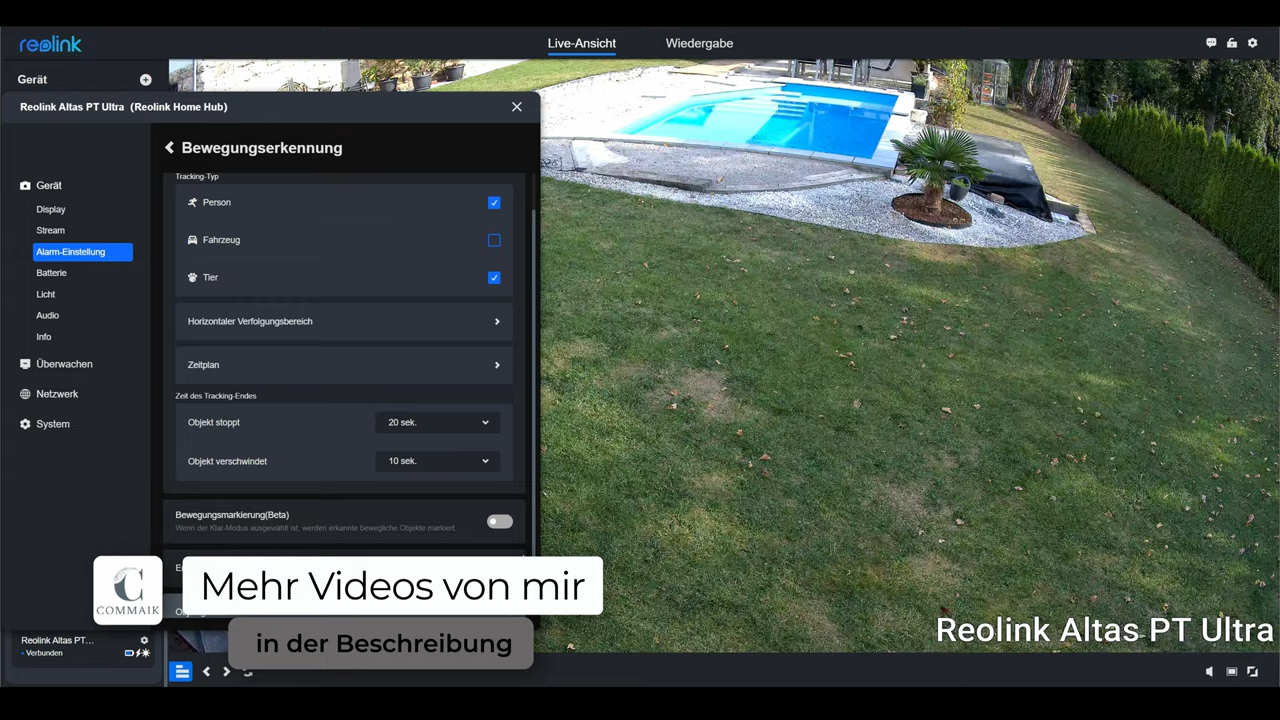 reolink
Live-Ansicht
Wiedergabe
Gerät
Reolink Altas PT Ultra (Reolink Home Hub)
Bewegungserkennung
Gerät
Display
Stream
Alarm-Einstellung
Batterie
Licht
Audio
Info
Überwachen
Netzwerk
System
Tracking-Typ
Person
Fahrzeug
Tier
Horizontaler Verfolgungsbereich
Zeitplan
Zeit des Tracking-Endes
Objekt stoppt
20 sek.
Objekt verschwindet
10 sek.
Bewegungsmarkierung(Beta)
Wenn der Klar-Modus ausgewählt ist, werden erkannte bewegliche Objekte markiert.
C
COMMAIK
Mehr Videos von mir
in der Beschreibung
Reolink Altas PT...
Verbunden
Reolink Altas PT Ultra